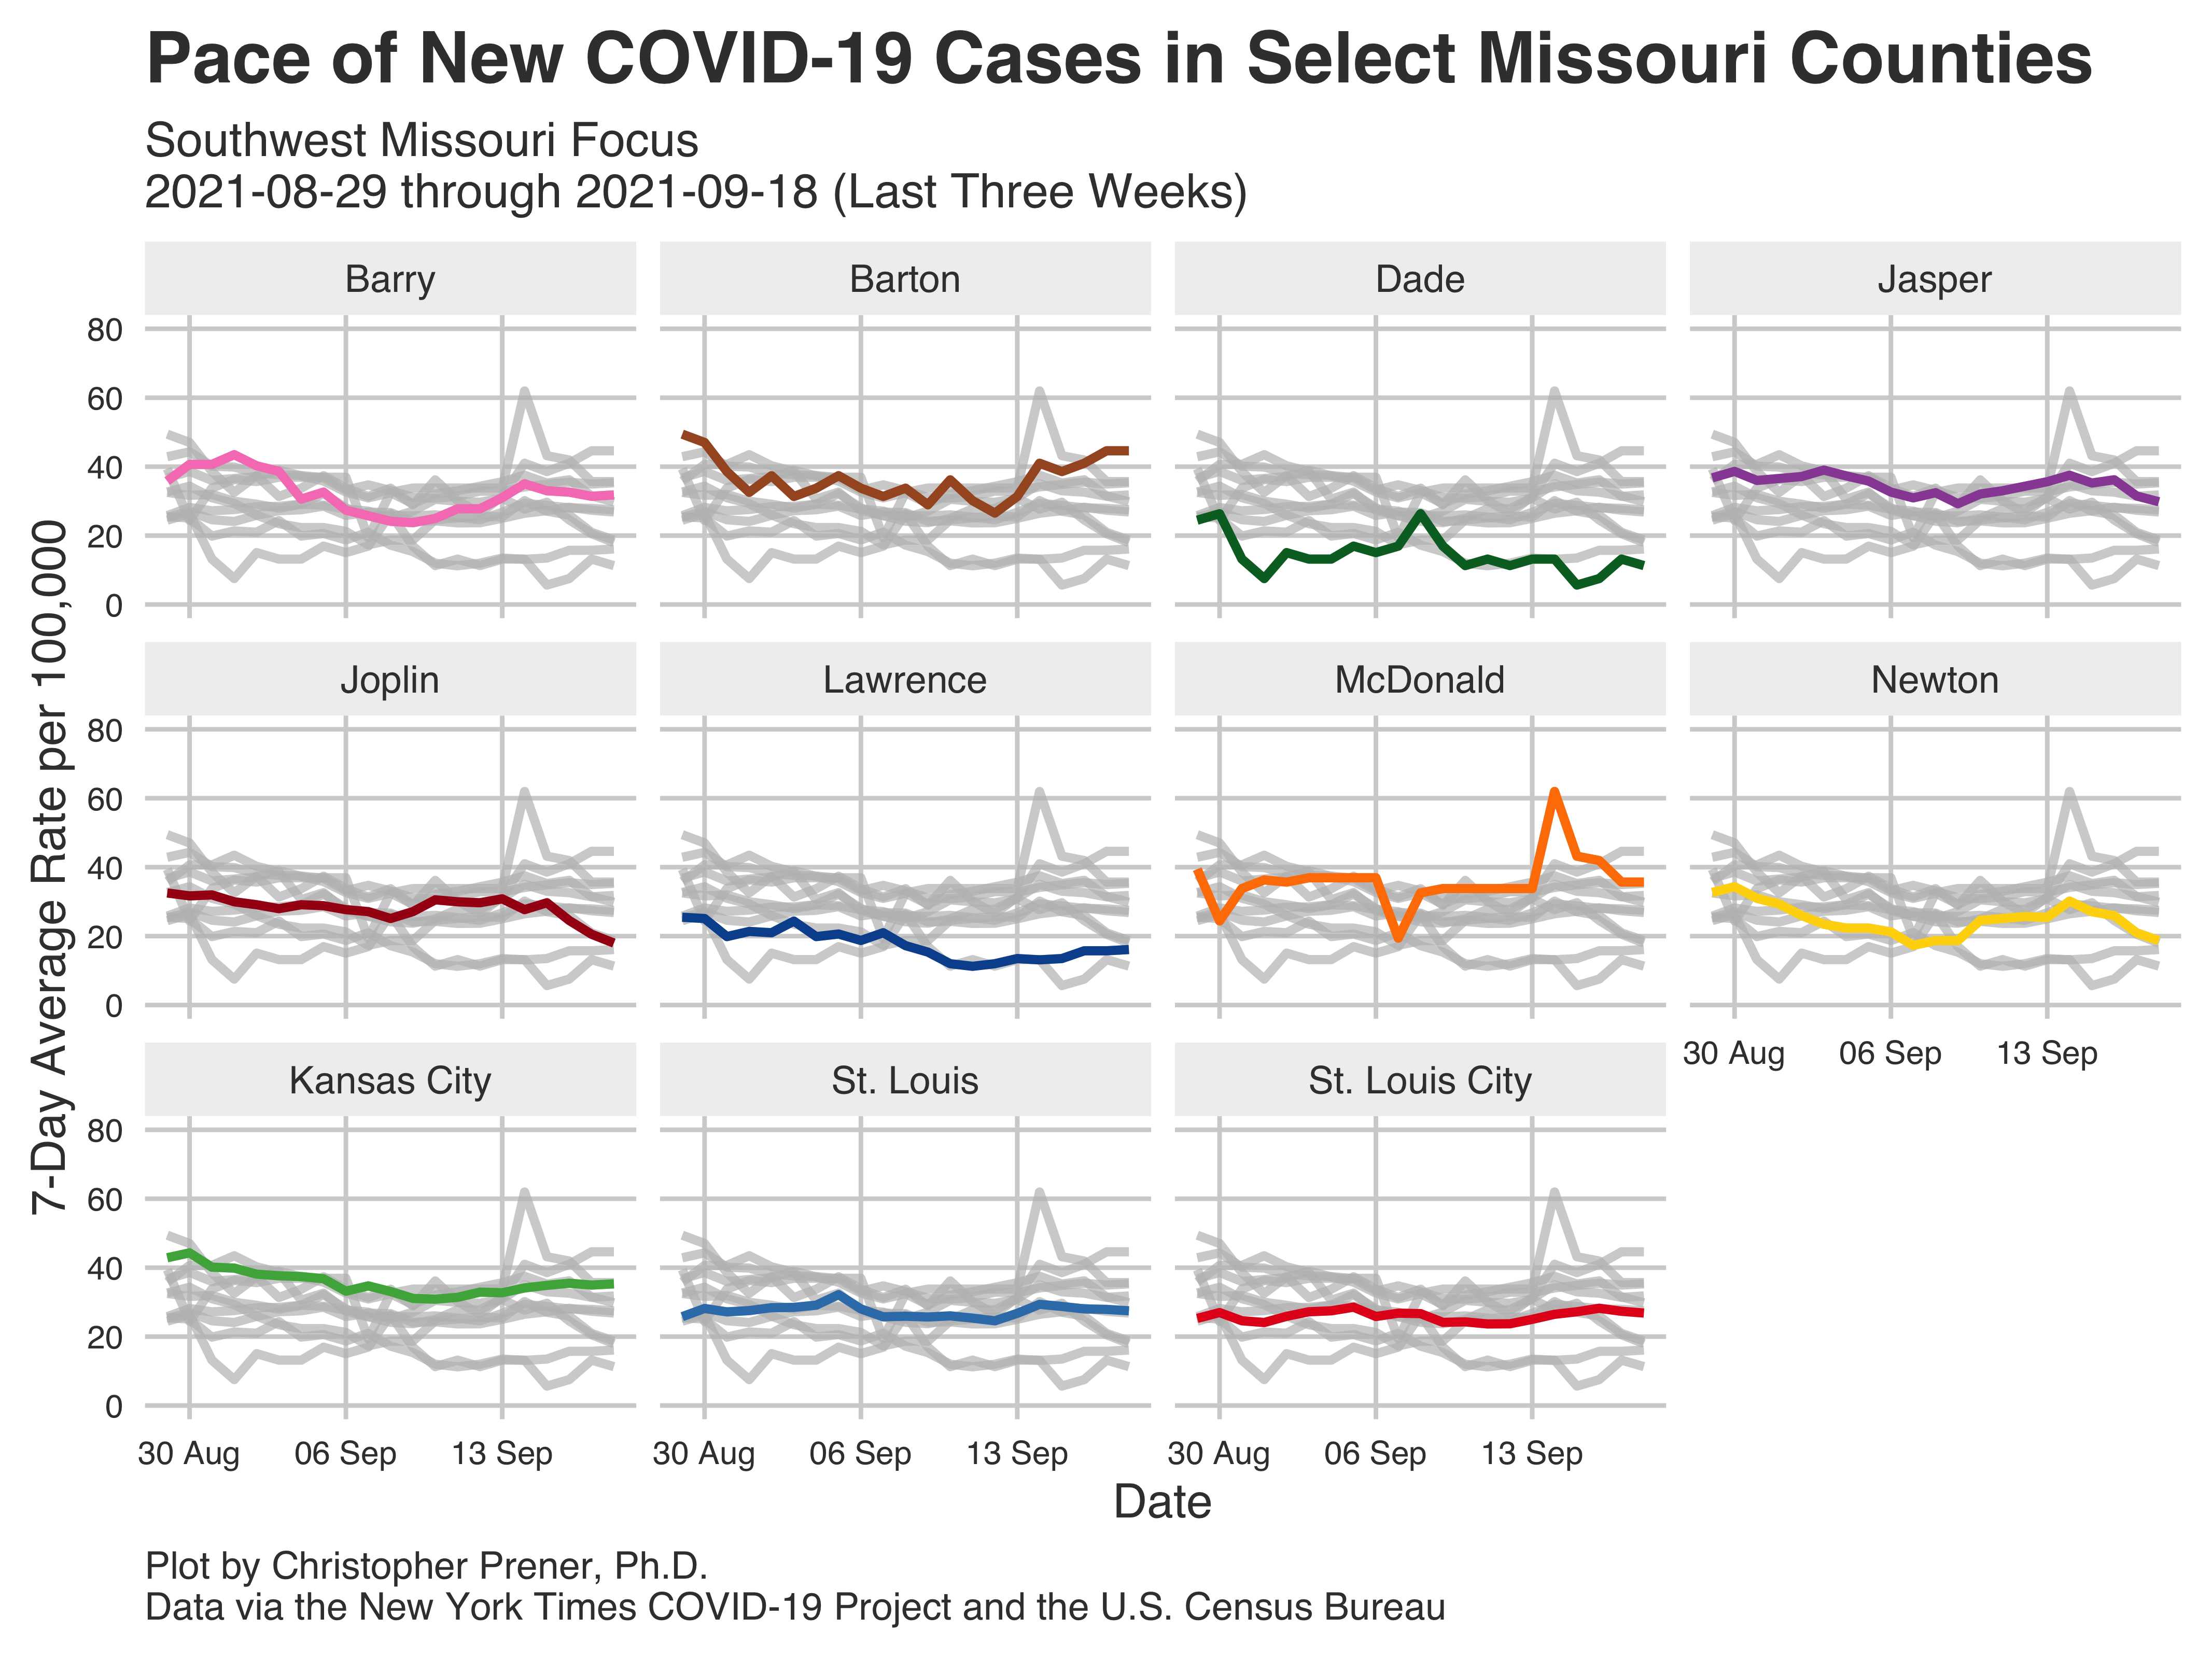 Pace of New COVID-19 Cases in Select Missouri Counties
Southwest Missouri Focus
2021-08-29 through 2021-09-18 (Last Three Weeks)
7-Day Average Rate per 100,000
Barry
Barton
Dade
Jasper
80
60
40
20
0
Joplin
Lawrence
McDonald
Newton
80
60
40
20
0
30 Aug
06 Sep
13 Sep
Kansas City
St. Louis
St. Louis City
80
60
40
20
0
30 Aug
06 Sep
13 Sep
30 Aug
06 Sep
13 Sep
30 Aug
06 Sep
13 Sep
Date
Plot by Christopher Prener, Ph.D.
Data via the New York Times COVID-19 Project and the U.S. Census Bureau